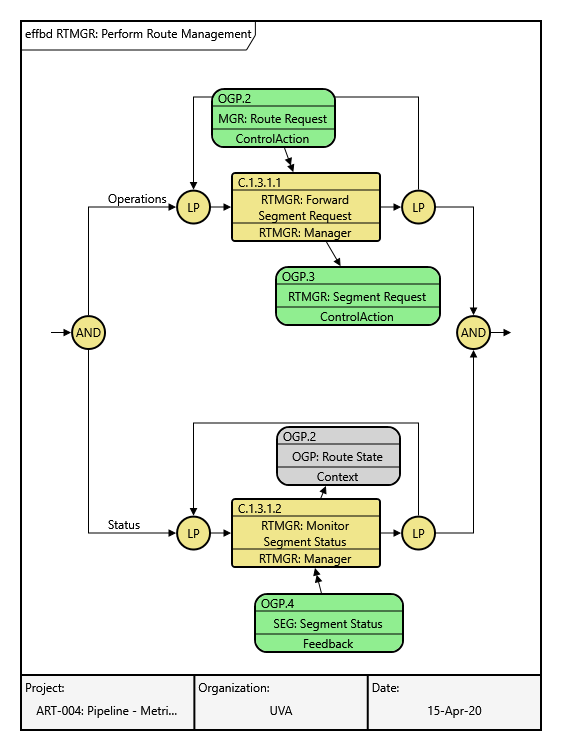 effbd RTMGR: Perform Route Management
OGP.2
MGR: Route Request
ControlAction
C.1.3.1.1
RTMGR: Forward
Segment Request
RTMGR: Manager
Operations
LP
LP
OGP.3
RTMGR: Segment Request
ControlAction
AND
AND
OGP.2
OGP: Route State
Context
C.1.3.1.2
RTMGR: Monitor
Segment Status
RTMGR: Manager
Status
LP
LP
OGP.4
SEG: Segment Status
Feedback
Project:
ART-004: Pipeline - Metri...
Organization:
UVA
Date:
15-Apr-20